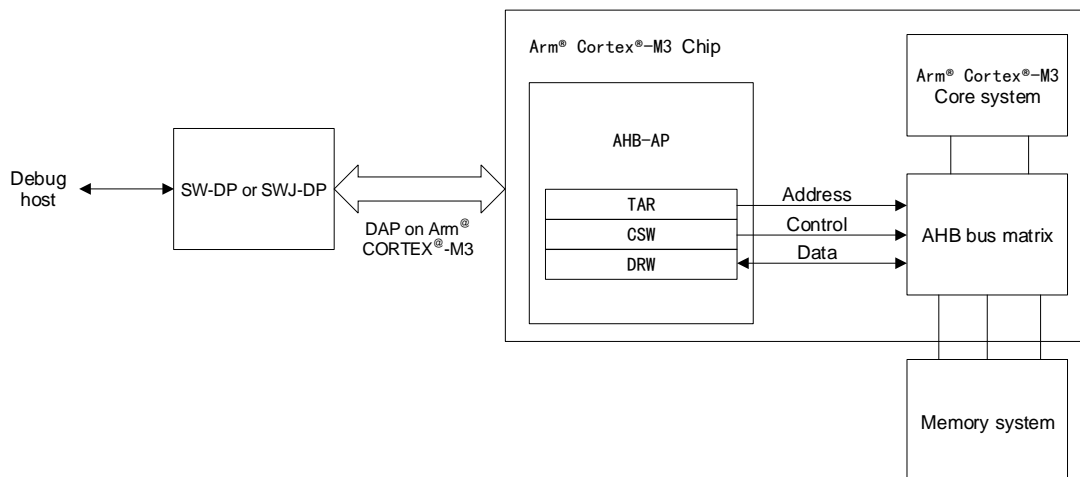 Arm® Cortex®-M3 Chip
Arm® Cortex®-M3
Core system
AHB-AP
Debug
host
SW-DP or SWJ-DP
DAP on Arm@
CORTEX@-M3
TAR
CSW
DRW
Address
Control
Data
AHB bus matrix
Memory system